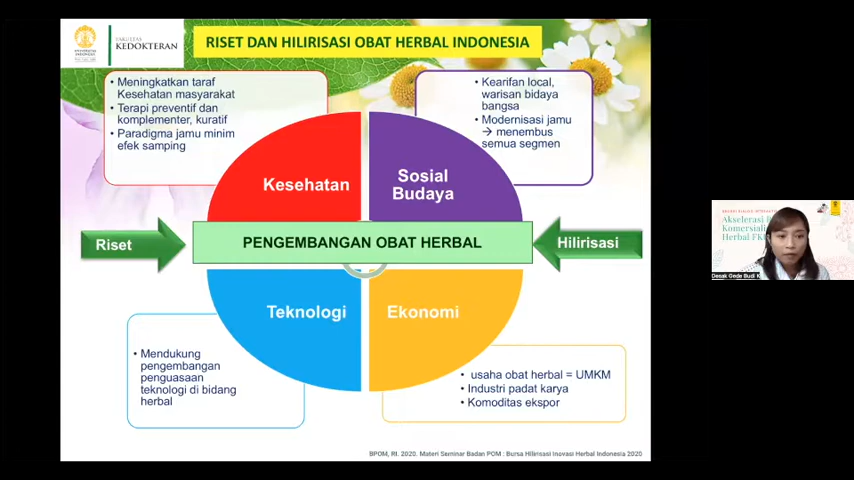 UNIVERSITAS
INDONESIA
FAKULTAS
KEDOKTERAN
RISET DAN HILIRISASI OBAT HERBAL INDONESIA
• Meningkatkan taraf
Kesehatan masyarakat
• Terapi preventif dan
komplementer, kuratif
• Paradigma jamu minim
efek samping
• Kearifan local,
warisan bidaya
bangsa
• Modernisasi jamu
→ menembus
semua segmen
Kesehatan
Sosial
Budaya
Riset
PENGEMBANGAN OBAT HERBAL
Hilirisasi
Teknologi
Ekonomi
• Mendukung
pengembangan
penguasaan
teknologi di bidang
herbal
• usaha obat herbal = UMKM
• Industri padat karya
• Komoditas ekspor
BPOM, RI. 2020. Materi Seminar Badan POM : Bursa Hilirisasi Inovasi Herbal Indonesia 2020
Akselerasi
Komersiali
Herbal FK
Desak Gede Budi K